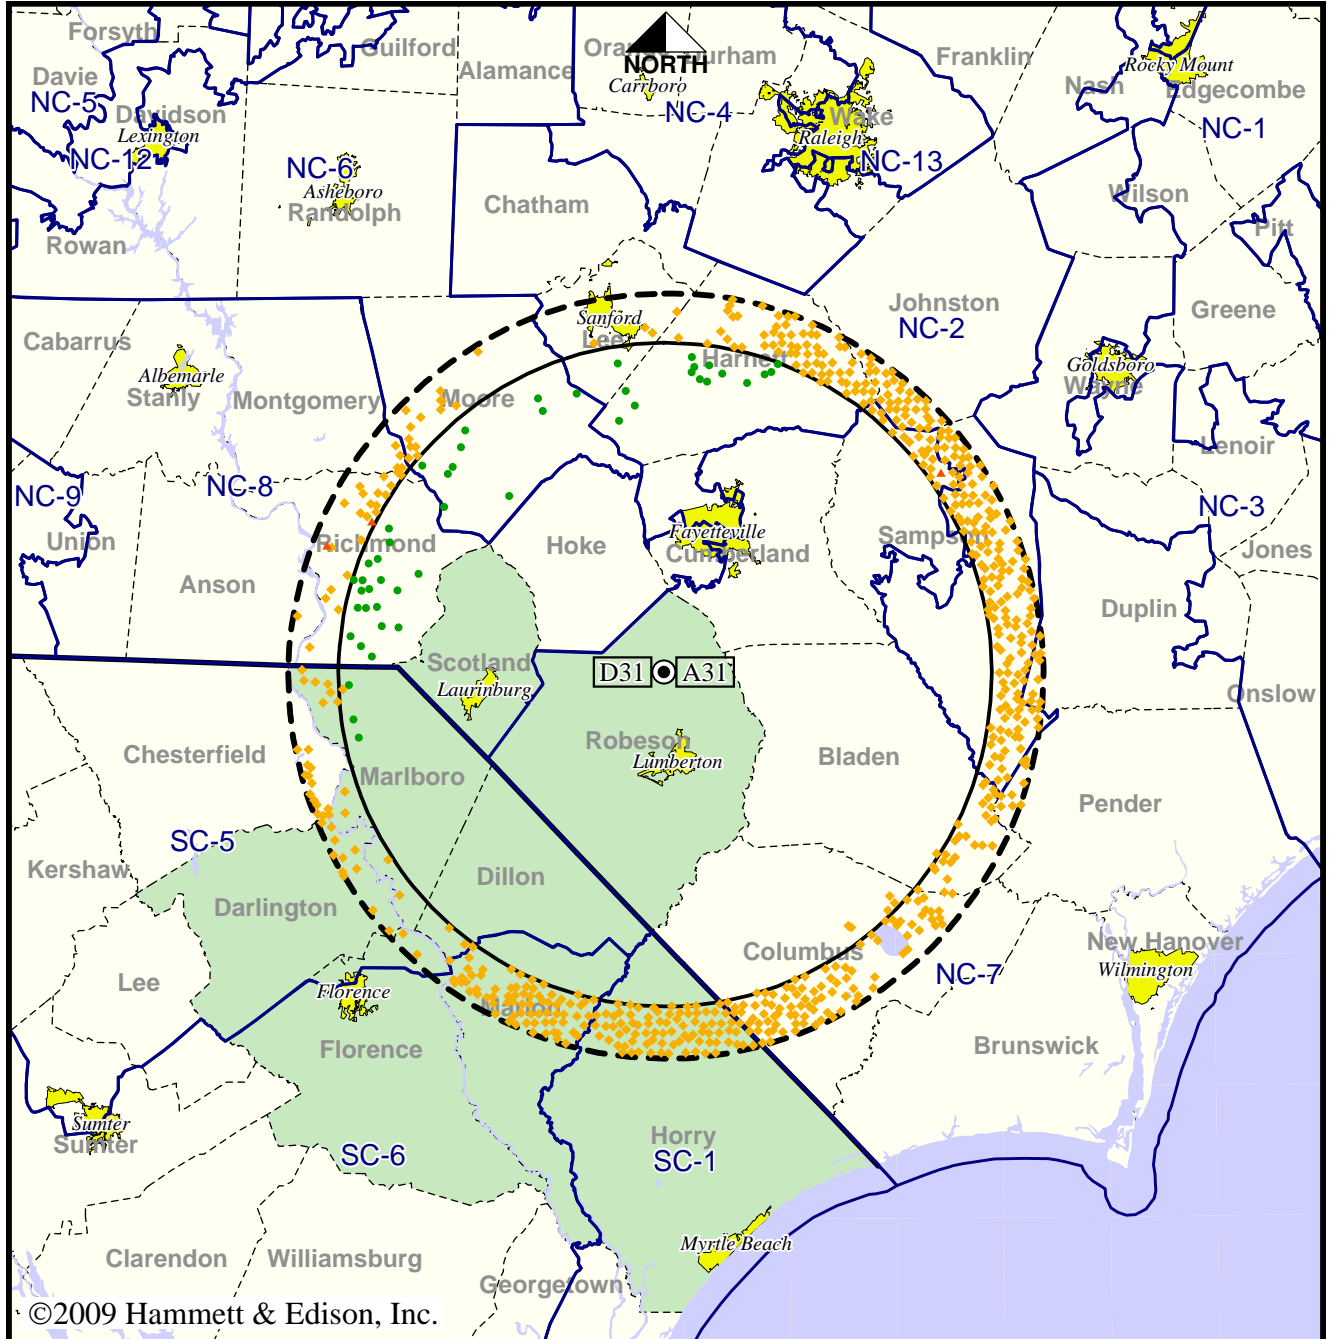 Forsyth
Guilford
Alamance
Orange
Durham
Franklin
NORTH
Rocky Mount
Davie
NC-5
Carrboro
NC-4
Nash
Edgecombe
Davidson
Lexington
Wake
Raleigh
NC-1
NC-12
NC-6
NC-13
Asheboro
Randolph
Chatham
Wilson
Rowan
Pitt
Johnston
NC-2
Greene
Sanford
Lee
Cabarrus
Harnett
Goldsboro
Wayne
Albemarle
Stanly
Montgomery
Moore
Lenoir
NC-9
NC-8
NC-3
Union
Richmond
Hoke
Fayetteville
Cumberland
Sampson
Jones
Anson
Duplin
Scotland
Laurinburg
D31
A31
Onslow
Chesterfield
Robeson
Lumberton
Bladen
Marlboro
Pender
SC-5
Kershaw
Dillon
Darlington
Columbus
New Hanover
Wilmington
NC-7
Lee
Florence
Marion
Florence
Brunswick
Sumter
Sumter
Horry
SC-1
SC-6
Myrtle Beach
Clarendon
Williamsburg
Georgetown
©2009 Hammett & Edison, Inc.